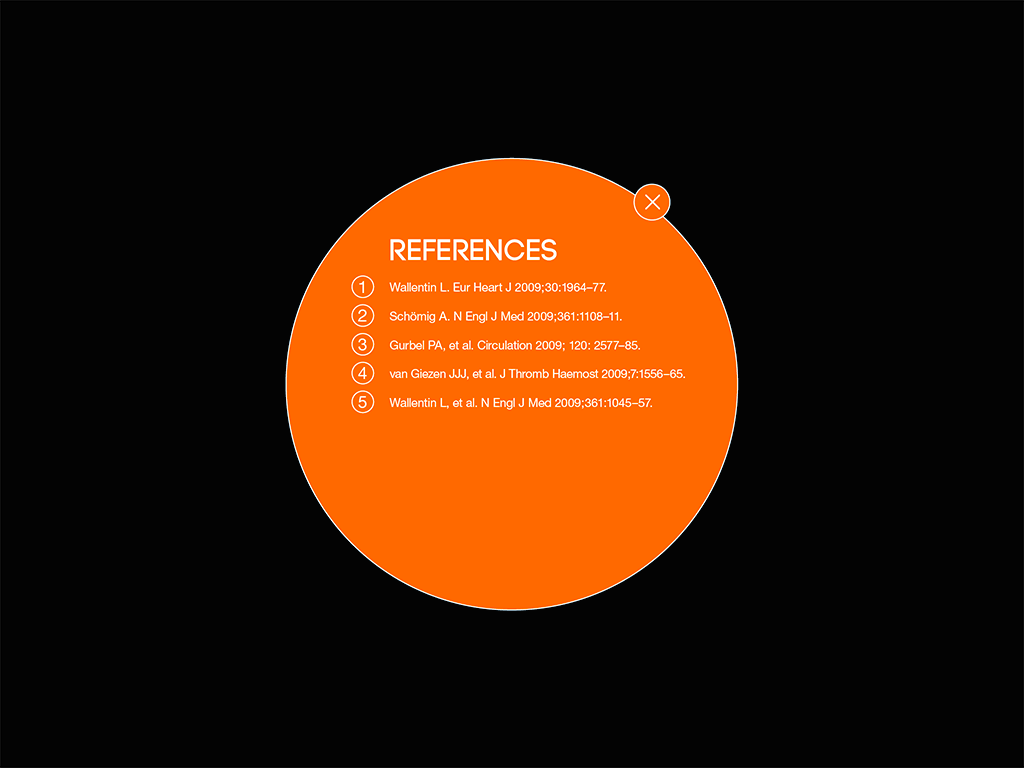 REFERENCES
1 Wallentin L. Eur Heart J 2009;30:1964–77.
2 Schömig A. N Engl J Med 2009;361:1108–11.
3 Gurbel PA, et al. Circulation 2009; 120: 2577–85.
4 van Giezen JJJ, et al. J Thromb Haemost 2009;7:1556–65.
5 Wallentin L, et al. N Engl J Med 2009;361:1045–57.